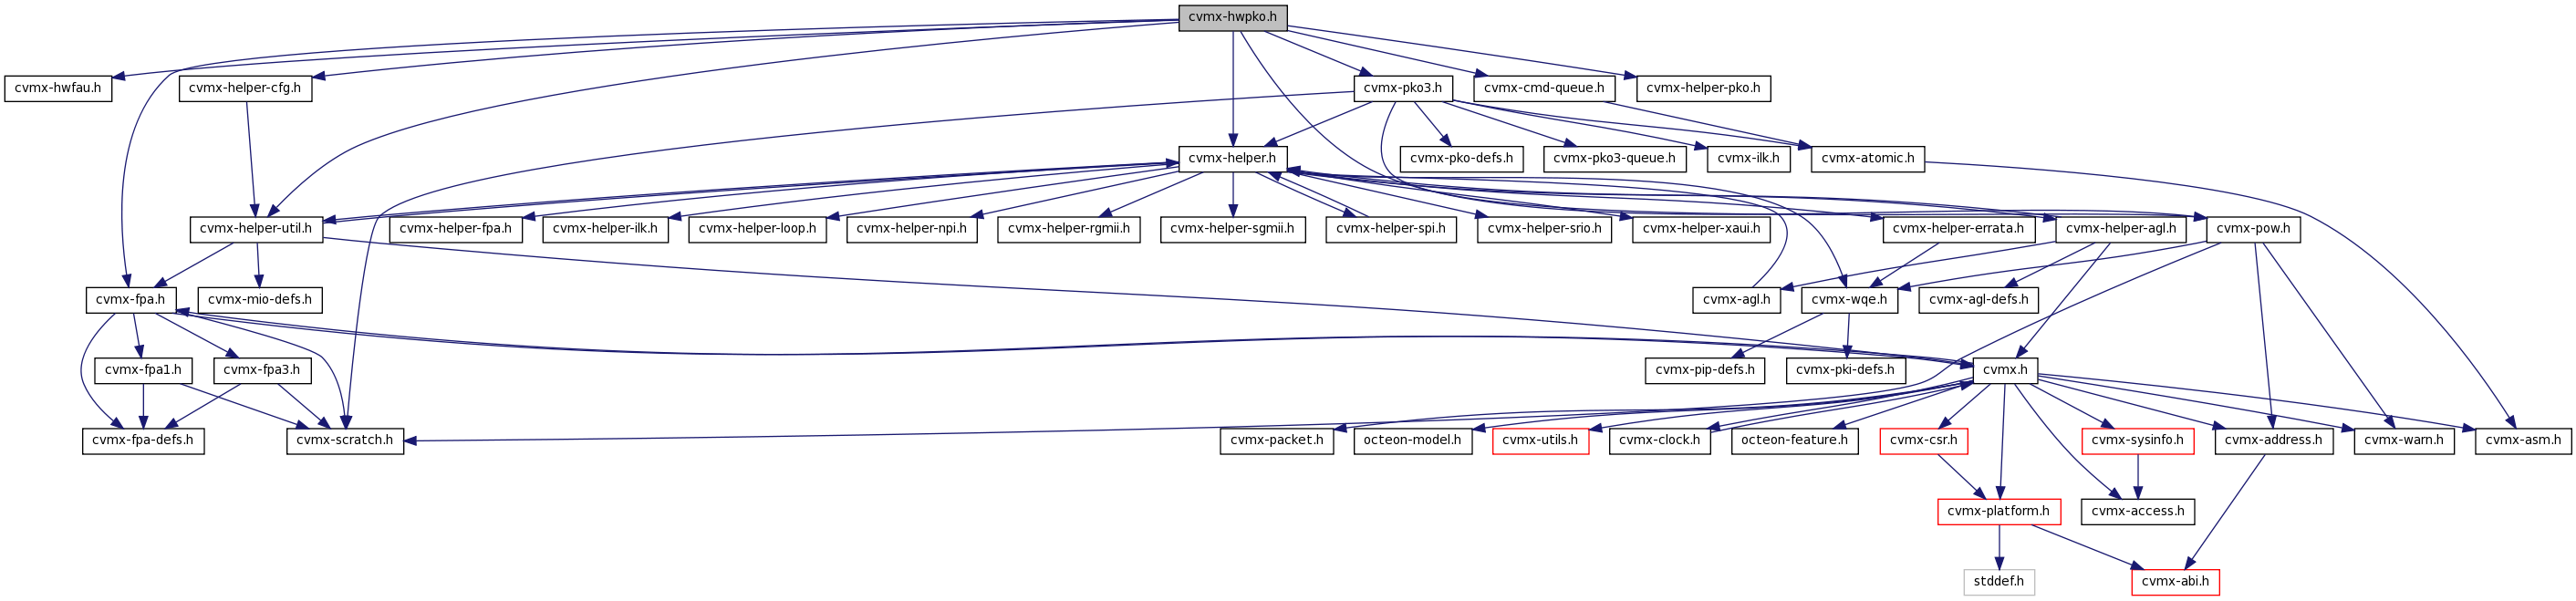 cvmx-hwpko.h
cvmx-hwfau.h
cvmx-helper-cfg.h
cvmx-pko3.h
cvmx-cmd-queue.h
cvmx-helper-pko.h
cvmx-helper.h
cvmx-pko-defs.h
cvmx-pko3-queue.h
cvmx-ilk.h
cvmx-atomic.h
cvmx-helper-util.h
cvmx-helper-fpa.h
cvmx-helper-ilk.h
cvmx-helper-loop.h
cvmx-helper-npi.h
cvmx-helper-rgmii.h
cvmx-helper-sgmii.h
cvmx-helper-spi.h
cvmx-helper-srio.h
cvmx-helper-xaui.h
cvmx-helper-errata.h
cvmx-helper-agl.h
cvmx-pow.h
cvmx-fpa.h
cvmx-mio-defs.h
cvmx-agl.h
cvmx-wqe.h
cvmx-agl-defs.h
cvmx-fpa1.h
cvmx-fpa3.h
cvmx-pip-defs.h
cvmx-pki-defs.h
cvmx.h
cvmx-fpa-defs.h
cvmx-scratch.h
cvmx-packet.h
octeon-model.h
cvmx-utils.h
cvmx-clock.h
octeon-feature.h
cvmx-csr.h
cvmx-sysinfo.h
cvmx-address.h
cvmx-warn.h
cvmx-asm.h
cvmx-platform.h
cvmx-access.h
stddef.h
cvmx-abi.h